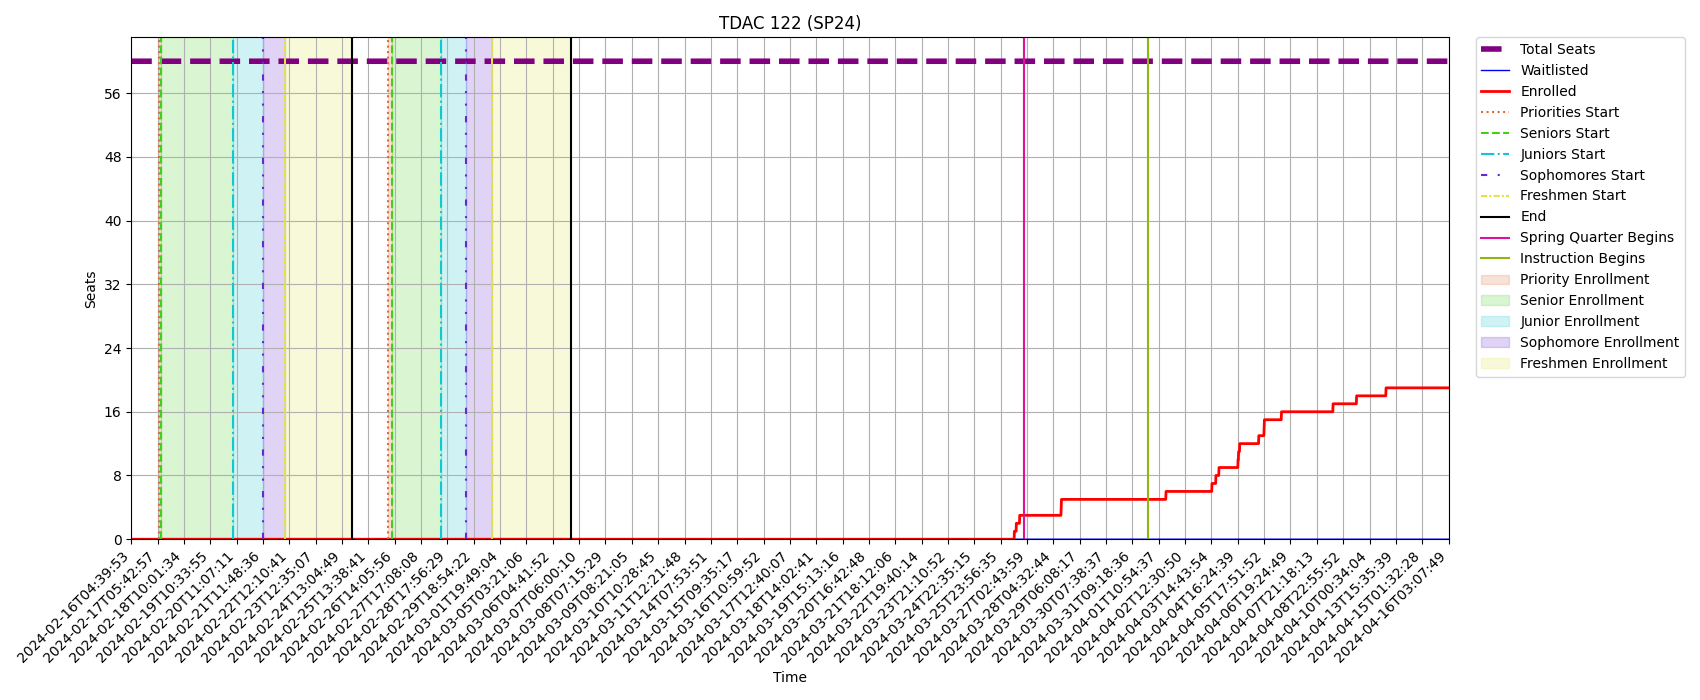 TDAC 122 (SP24)
Seats
56
48
40
32
24
16
8
0
2024-02-16T04:39:53
2024-02-17T05:42:57
2024-02-18T10:01:34
2024-02-19T10:33:55
2024-02-20T11:07:11
2024-02-21T11:48:36
2024-02-22T12:10:41
2024-02-23T12:35:07
2024-02-24T13:04:49
2024-02-25T13:38:41
2024-02-26T14:05:56
2024-02-27T17:08:08
2024-02-28T17:56:29
2024-02-29T18:54:22
2024-03-01T19:49:04
2024-03-05T03:21:06
2024-03-06T04:41:52
2024-03-07T06:00:10
2024-03-08T07:15:29
2024-03-09T08:21:05
2024-03-10T10:28:45
2024-03-11T12:21:48
2024-03-14T07:53:51
2024-03-15T09:35:17
2024-03-16T10:59:52
2024-03-17T12:40:07
2024-03-18T14:02:41
2024-03-19T15:13:16
2024-03-20T16:42:48
2024-03-21T18:12:06
2024-03-22T19:40:14
2024-03-23T21:10:52
2024-03-24T22:35:15
2024-03-25T23:56:35
2024-03-27T02:43:59
2024-03-28T04:32:44
2024-03-29T06:08:17
2024-03-30T07:38:37
2024-03-31T09:18:36
2024-04-01T10:54:37
2024-04-02T12:30:50
2024-04-03T14:43:54
2024-04-04T16:24:39
2024-04-05T17:51:52
2024-04-06T19:24:49
2024-04-07T21:18:13
2024-04-08T22:55:52
2024-04-10T00:34:04
2024-04-13T15:35:39
2024-04-15T01:32:28
2024-04-16T03:07:49
Time
Total Seats
Waitlisted
Enrolled
Priorities Start
Seniors Start
Juniors Start
Sophomores Start
Freshmen Start
End
Spring Quarter Begins
Instruction Begins
Priority Enrollment
Senior Enrollment
Junior Enrollment
Sophomore Enrollment
Freshmen Enrollment